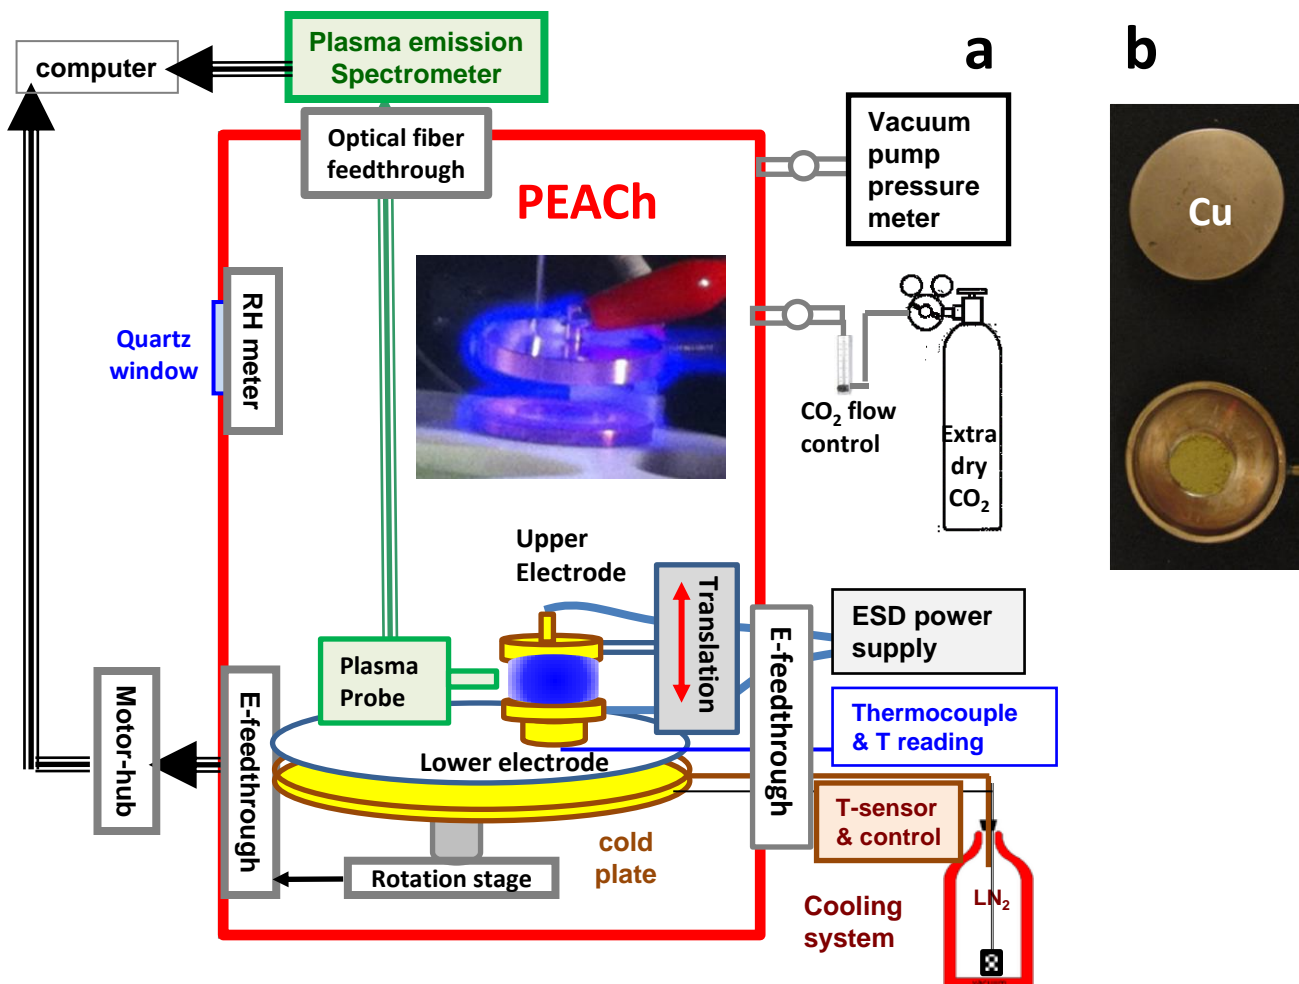 a
b
Plasma emission
Spectrometer
computer
Optical fiber
feedthrough
Vacuum
pump
pressure
meter
PEACh
Cu
RH meter
Quartz
window
CO₂ flow
control
Extra
dry
CO₂
Upper
Electrode
Translation
ESD power
supply
Plasma
Probe
E-feedthrough
Thermocouple
& T reading
Motor-hub
E-feedthrough
Lower electrode
T-sensor
& control
cold
plate
Rotation stage
Cooling
system
LN₂